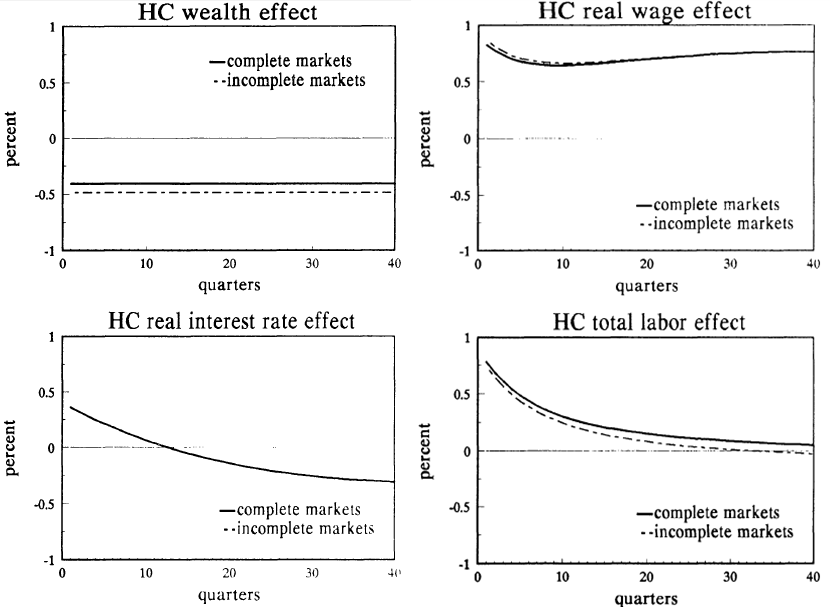 HC wealth effect
1
0.5
0
-0.5
-1
percent
complete markets
incomplete markets
0
10
20
30
40
quarters
HC real wage effect
1
0.5
0
-0.5
-1
percent
complete markets
incomplete markets
0
10
20
30
40
quarters
HC real interest rate effect
1
0.5
0
-0.5
-1
percent
complete markets
incomplete markets
0
10
20
30
40
quarters
HC total labor effect
1
0.5
0
-0.5
-1
percent
complete markets
incomplete markets
0
10
20
30
40
quarters